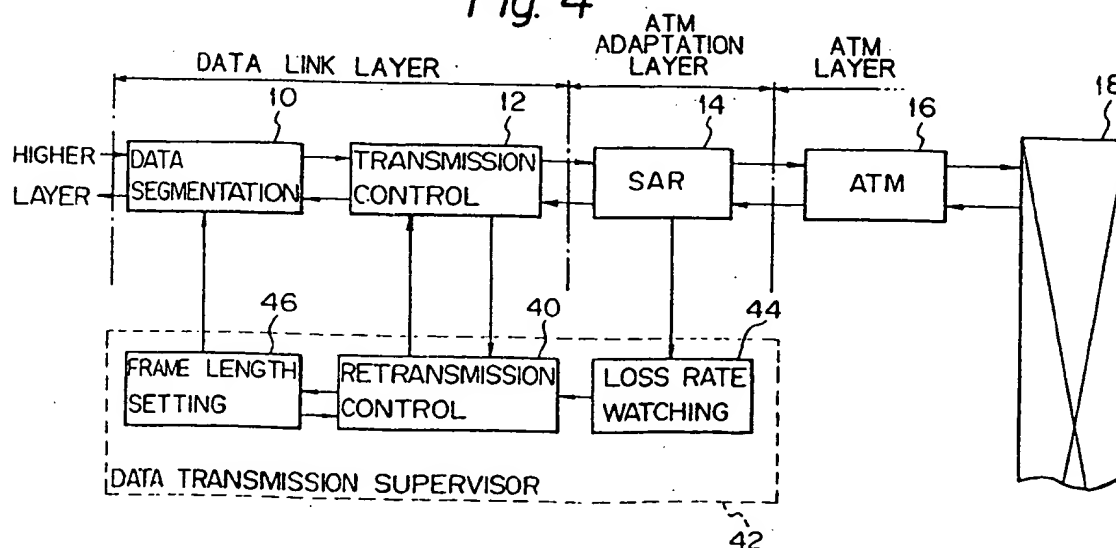 Fig. 4
ATM
ADAPTATION
LAYER
ATM
LAYER
DATA LINK LAYER
10
12
14
16
18
HIGHER
LAYER
DATA
SEGMENTATION
TRANSMISSION
CONTROL
SAR
ATM
46
40
44
FRAME LENGTH
SETTING
RETRANSMISSION
CONTROL
LOSS RATE
WATCHING
DATA TRANSMISSION SUPERVISOR
42